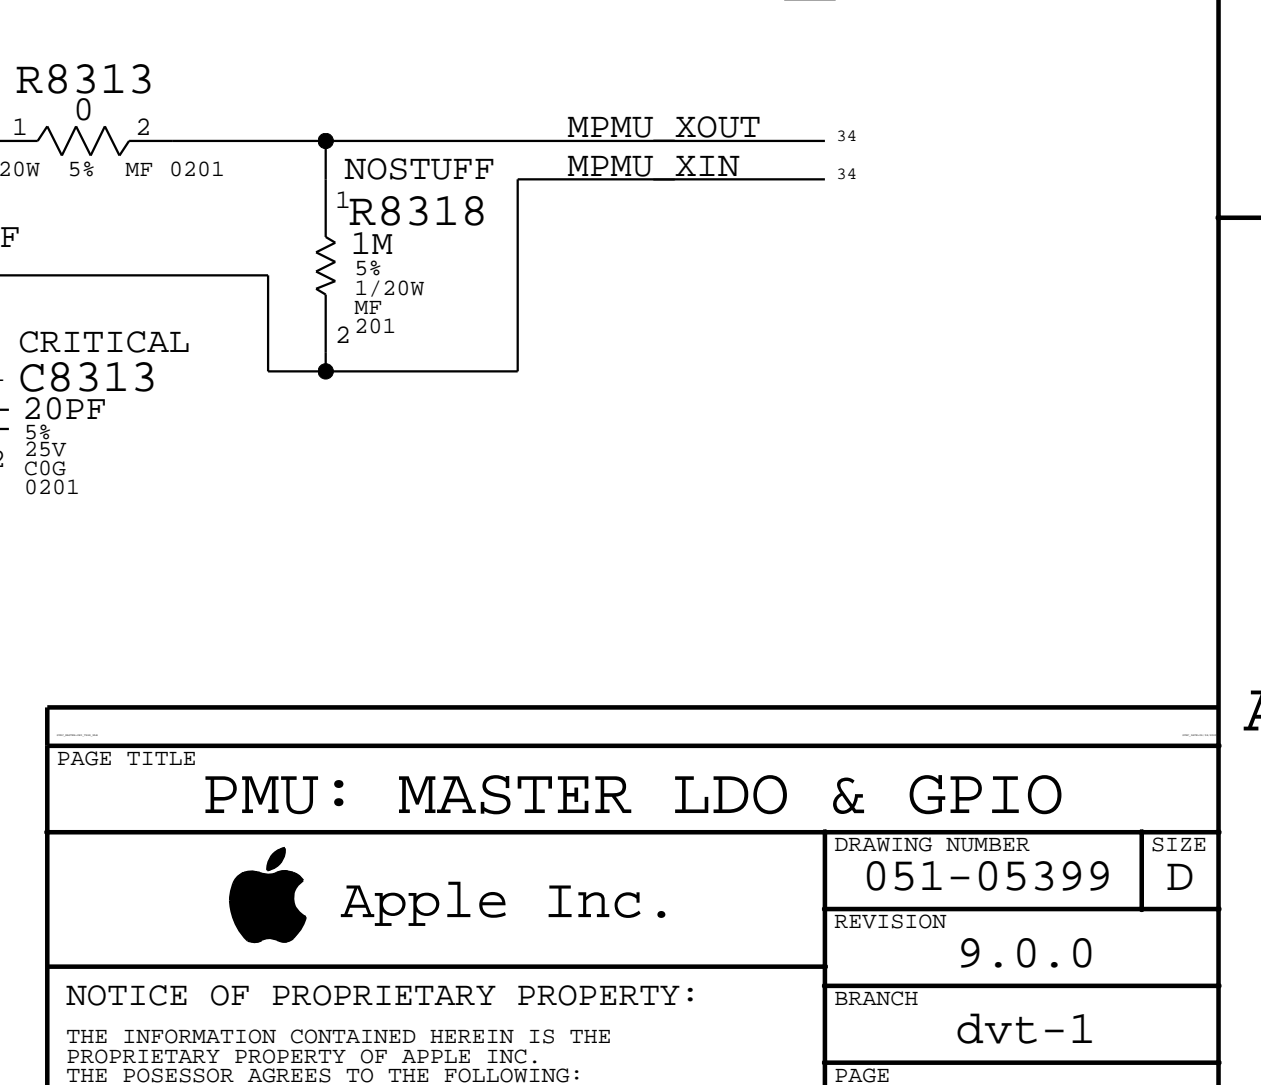 R8313
0
1
2
20W 5% MF 0201
MPMU_XOUT 34
MPMU_XIN 34
NOSTUFF
1
R8318
1M
5%
1/20W
MF
201
2
F
CRITICAL
C8313
20PF
5%
25V
C0G
0201
2
A
PAGE TITLE
PMU: MASTER LDO & GPIO
Apple Inc.
DRAWING NUMBER
051-05399
SIZE
D
REVISION
9.0.0
BRANCH
dvt-1
PAGE
NOTICE OF PROPRIETARY PROPERTY:
THE INFORMATION CONTAINED HEREIN IS THE
PROPRIETARY PROPERTY OF APPLE INC.
THE POSESSOR AGREES TO THE FOLLOWING: